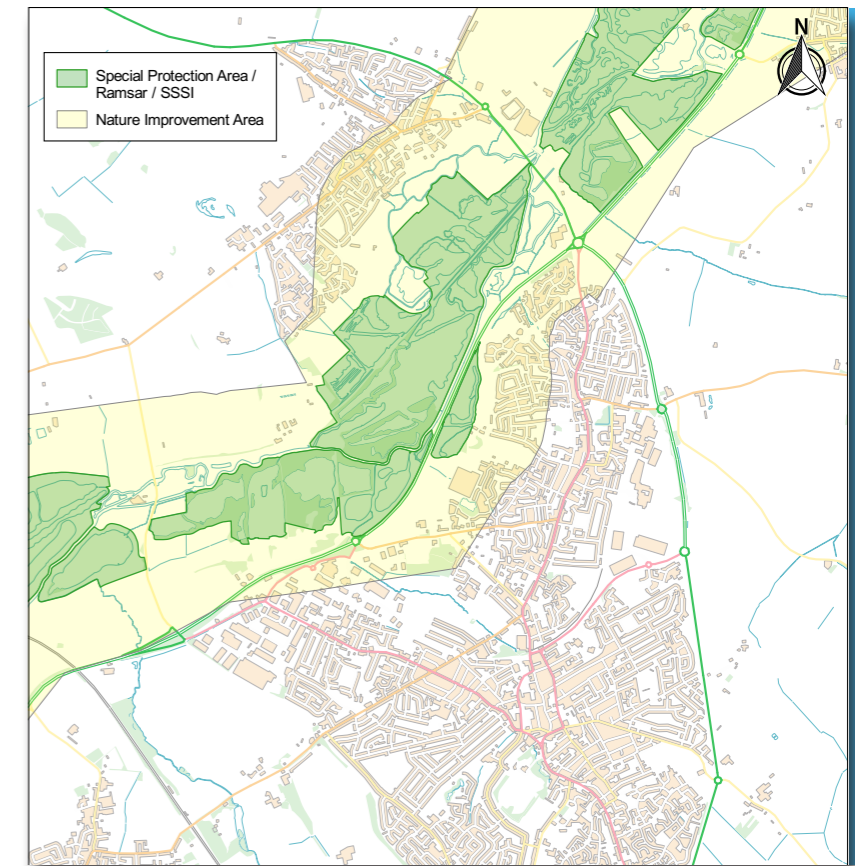 N
Special Protection Area /
Ramsar / SSSI
Nature Improvement Area